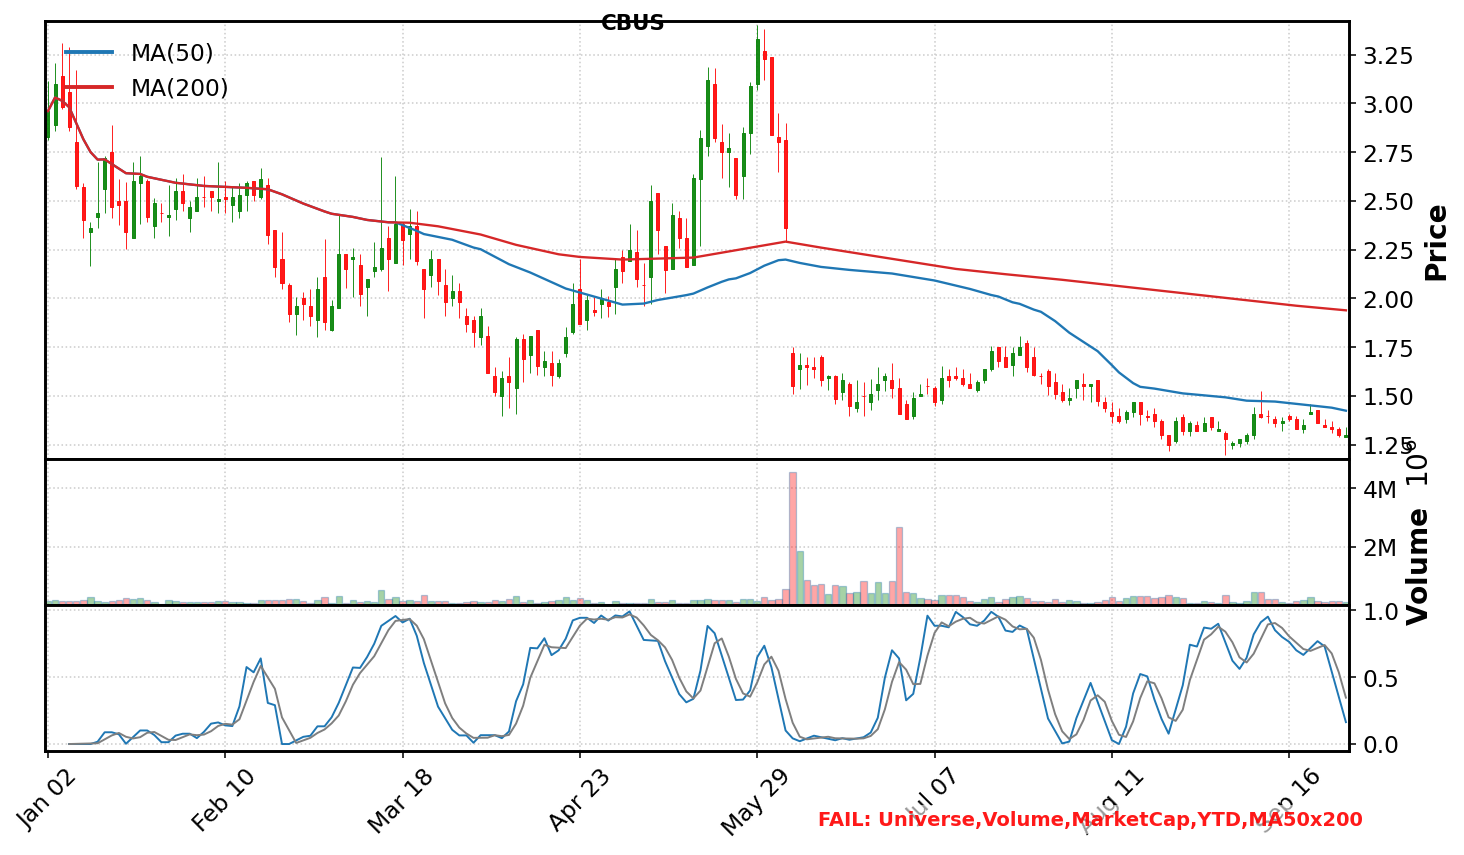 CBUS
MA(50)
MA(200)
3.25
3.00
2.75
2.50
2.25
2.00
1.75
1.50
1.25
Price
4M
2M
Volume 10⁶
1.0
0.5
0.0
Jan 02
Feb 10
Mar 18
Apr 23
May 29
Jul 07
Aug 11
Sep 16
FAIL: Universe,Volume,MarketCap,YTD,MA50x200